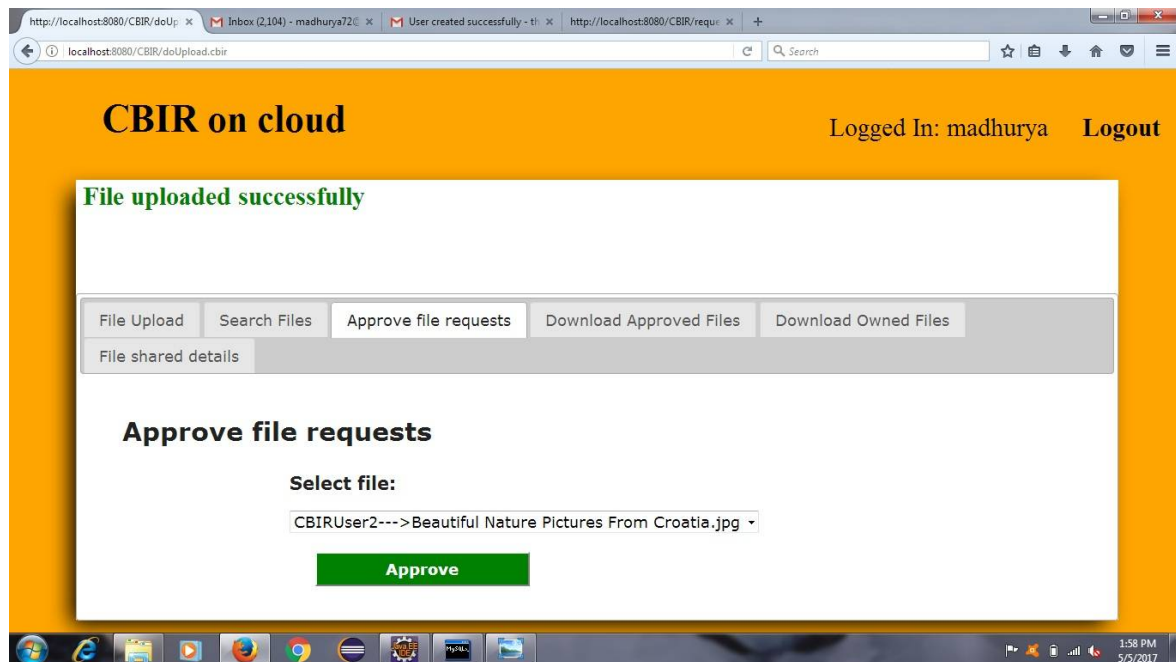 http://localhost:8080/CBIR/doUp × Inbox (2,104) - madhurya72@ × User created successfully - th × http://localhost:8080/CBIR/reque × +
localhost:8080/CBIR/doUpload.cbir Search
CBIR on cloud
Logged In: madhurya Logout
File uploaded successfully
File Upload Search Files Approve file requests Download Approved Files Download Owned Files
File shared details
Approve file requests
Select file:
CBIRUser2--->Beautiful Nature Pictures From Croatia.jpg
Approve
Java EE
IDE
1:58 PM
5/5/2017